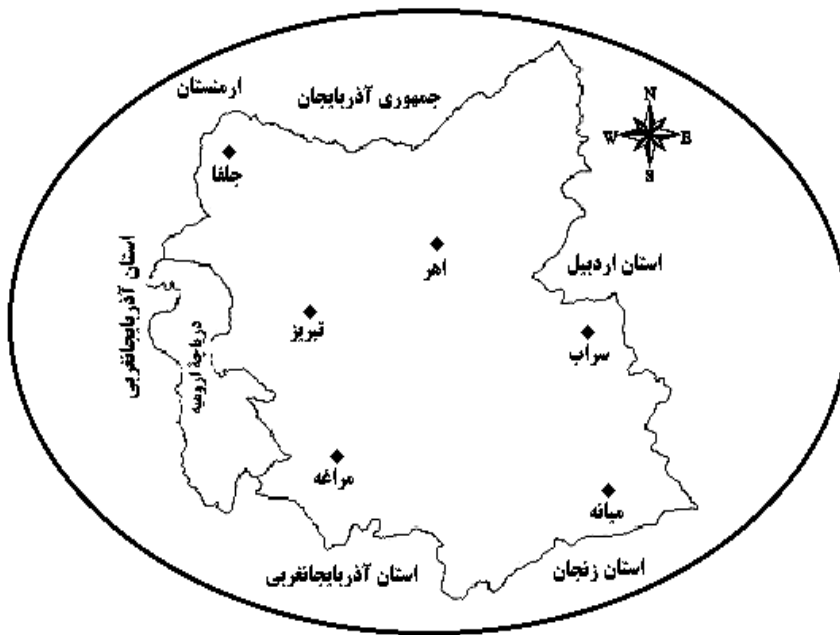 ارمنستان
جمهوری آذربایجان
N
W E
S
جلفا
اهر
استان اردبیل
استان آذربایجانغربی
تبریز
دریاچهٔ ارومیه
سراب
مراغه
میانه
استان آذربایجانغربی
استان زنجان